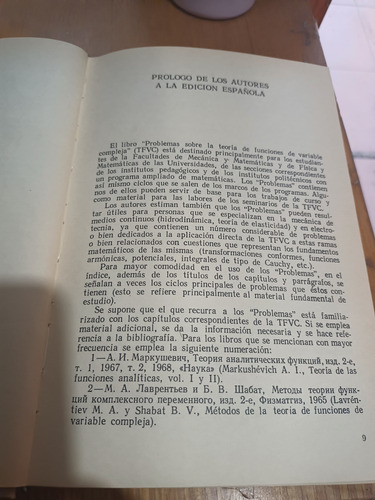 PROLOGO DE LOS AUTORES
A LA EDICION ESPAÑOLA
El libro "Problemas sobre la teoría de funciones de variable
compleja" (TFVC) está destinado principalmente para los estudian-
tes de la Facultades de Mecánica y Matemáticas y de Física y
Matemáticas de las Universidades, de las secciones correspondientes
de los institutos pedagógicos y de los institutos politécnicos con
un programa ampliado de matemáticas. Los "Problemas" contienen
así mismo ciclos que se salen de los marcos de los programas. Algu-
nos de ellos pueden servir de base para los trabajos de curso y
como material para las labores de los seminarios de la TFVC.
Los autores estiman también que los "Problemas" pueden resul-
tar útiles para personas que se especializan en la mecánica de
medios continuos (hidrodinámica, teoría de elasticidad) y en electro-
tecnia, ya que contienen un número considerable de problemas
o bien dedicados a la aplicación directa de la TFVC a estas ramas
o bien relacionados con cuestiones que representan los fundamentos
matemáticos de las mismas (transformaciones conformes, funciones
armónicas, potenciales, integrales de tipo de Cauchy, etc.).
Para mayor comodidad en el uso de los "Problemas", en el
índice, además de los títulos de los capítulos y parrágrafos, se
señalan a veces los ciclos principales de problemas que éstos con-
tienen (esto se refiere principalmente al material fundamental de
estudio).
Se supone que el que recurra a los "Problemas" está familia-
rizado con los capítulos correspondientes de la TFVC. Si se emplea
material adicional, se da la información necesaria y se hace refe-
rencia a la bibliografía. Para los libros que se mencionan con mayor
frecuencia se emplea la siguiente numeración:
1—А. И. Маркушевич, Теория аналитических функций, изд. 2-е,
т. 1, 1967, т. 2, 1968, «Наука» (Markushévich A. I., Teoría de las
funciones analíticas, vol. I y II).
2—М. А. Лаврентьев и Б. В. Шабат, Методы теории функ-
ций комплексного переменного, изд. 2-е, Физматгиз, 1965 (Lavrén-
tiev M. A. y Shabat B. V., Métodos de la teoría de funciones de
variable compleja).
9